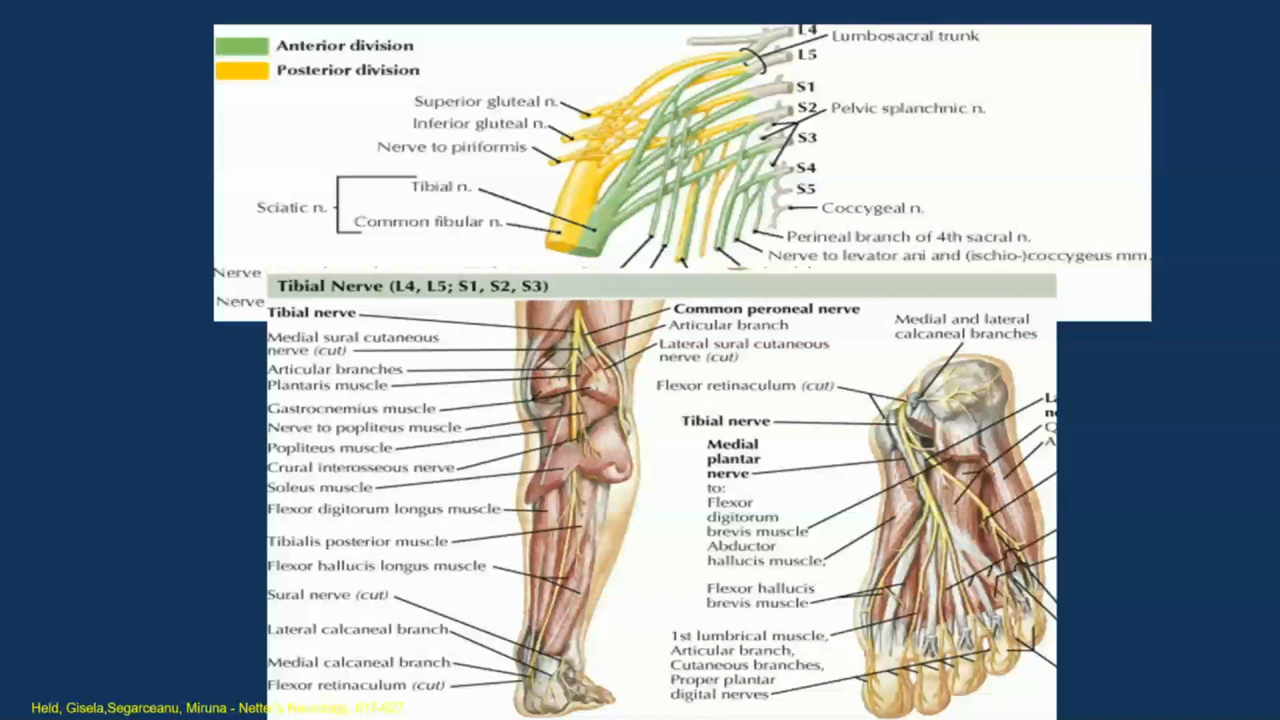 Anterior division
Posterior division
L4
Lumbosacral trunk
L5
S1
S2
Pelvic splanchnic n.
S3
S4
S5
Superior gluteal n.
Inferior gluteal n.
Nerve to piriformis
Tibial n.
Sciatic n.
Common fibular n.
Coccygeal n.
Perineal branch of 4th sacral n.
Nerve to levator ani and (ischio-)coccygeus mm.
Nerve
Nerve
Tibial Nerve (L4, L5; S1, S2, S3)
Tibial nerve
Medial sural cutaneous
nerve (cut)
Articular branches
Plantaris muscle
Gastrocnemius muscle
Nerve to popliteus muscle
Popliteus muscle
Crural interosseous nerve
Soleus muscle
Flexor digitorum longus muscle
Tibialis posterior muscle
Flexor hallucis longus muscle
Sural nerve (cut)
Lateral calcaneal branch
Medial calcaneal branch
Flexor retinaculum (cut)
Common peroneal nerve
Articular branch
Lateral sural cutaneous
nerve (cut)
Medial and lateral
calcaneal branches
Flexor retinaculum (cut)
Tibial nerve
Medial
plantar
nerve
to:
Flexor
digitorum
brevis muscle
Abductor
hallucis muscle;
Flexor hallucis
brevis muscle
1st lumbrical muscle,
Articular branch,
Cutaneous branches,
Proper plantar
digital nerves
Held, Gisela,Segarceanu, Miruna - Netter's Neurology, 617-627